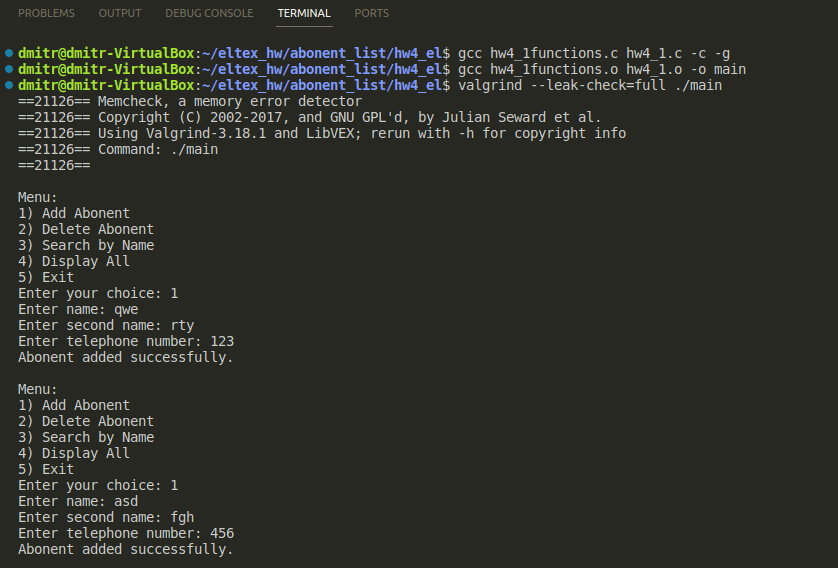 PROBLEMS OUTPUT DEBUG CONSOLE TERMINAL PORTS
dmitr@dmitr-VirtualBox:~/eltex_hw/abonent_list/hw4_el$ gcc hw4_1functions.c hw4_1.c -c -g
dmitr@dmitr-VirtualBox:~/eltex_hw/abonent_list/hw4_el$ gcc hw4_1functions.o hw4_1.o -o main
dmitr@dmitr-VirtualBox:~/eltex_hw/abonent_list/hw4_el$ valgrind --leak-check=full ./main
==21126== Memcheck, a memory error detector
==21126== Copyright (C) 2002-2017, and GNU GPL'd, by Julian Seward et al.
==21126== Using Valgrind-3.18.1 and LibVEX; rerun with -h for copyright info
==21126== Command: ./main
==21126==
Menu:
1) Add Abonent
2) Delete Abonent
3) Search by Name
4) Display All
5) Exit
Enter your choice: 1
Enter name: qwe
Enter second name: rty
Enter telephone number: 123
Abonent added successfully.
Menu:
1) Add Abonent
2) Delete Abonent
3) Search by Name
4) Display All
5) Exit
Enter your choice: 1
Enter name: asd
Enter second name: fgh
Enter telephone number: 456
Abonent added successfully.